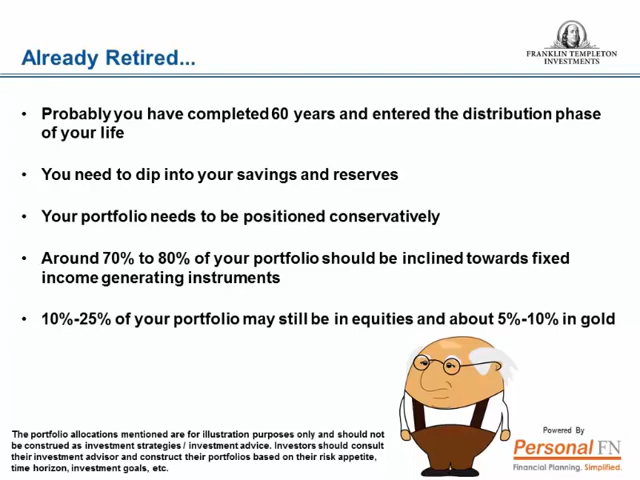 FRANKLIN TEMPLETON
INVESTMENTS
Already Retired...
• Probably you have completed 60 years and entered the distribution phase
of your life
• You need to dip into your savings and reserves
• Your portfolio needs to be positioned conservatively
• Around 70% to 80% of your portfolio should be inclined towards fixed
income generating instruments
• 10%-25% of your portfolio may still be in equities and about 5%-10% in gold
The portfolio allocations mentioned are for illustration purposes only and should not
be construed as investment strategies / investment advice. Investors should consult
their investment advisor and construct their portfolios based on their risk appetite,
time horizon, investment goals, etc.
Powered By
Personal FN
Financial Planning. Simplified.